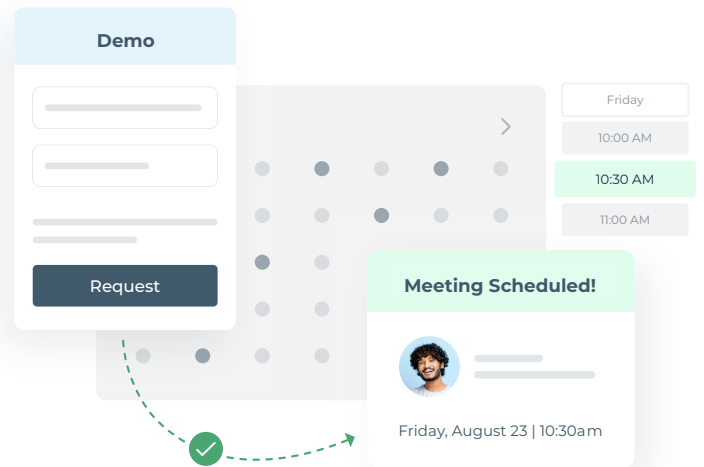 Demo
Request
Friday
10:00 AM
10:30 AM
11:00 AM
Meeting Scheduled!
Friday, August 23 | 10:30am